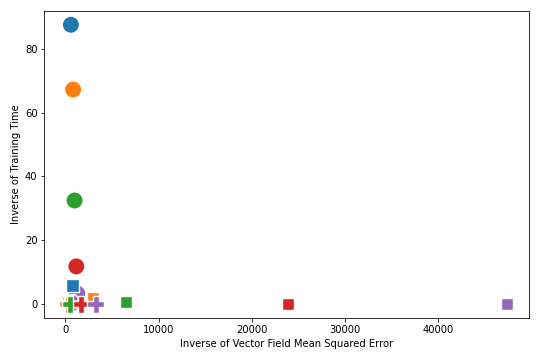 Inverse of Training Time
80
60
40
20
0
0 10000 20000 30000 40000
Inverse of Vector Field Mean Squared Error